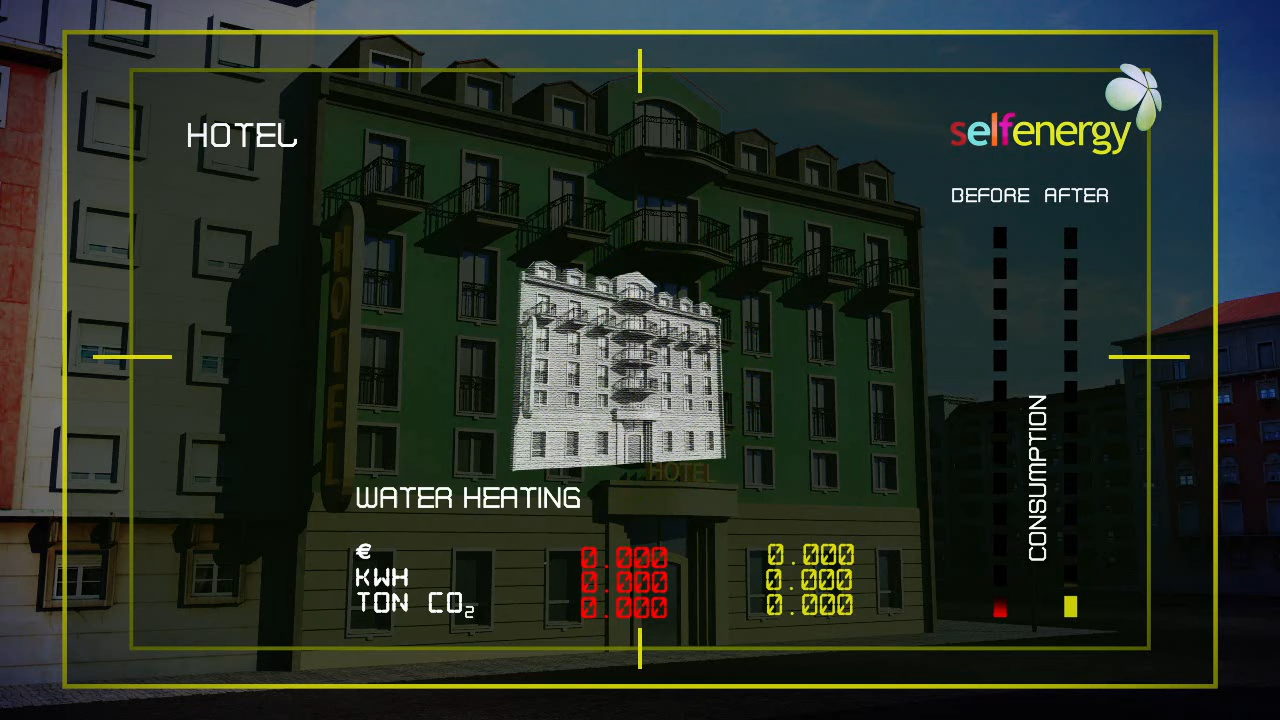 HOTEL
selfenergy
BEFORE AFTER
HOTEL
CONSUMPTION
HOTEL
WATER HEATING
€ 0.000 0.000
KWH 0.000 0.000
TON CO₂ 0.000 0.000